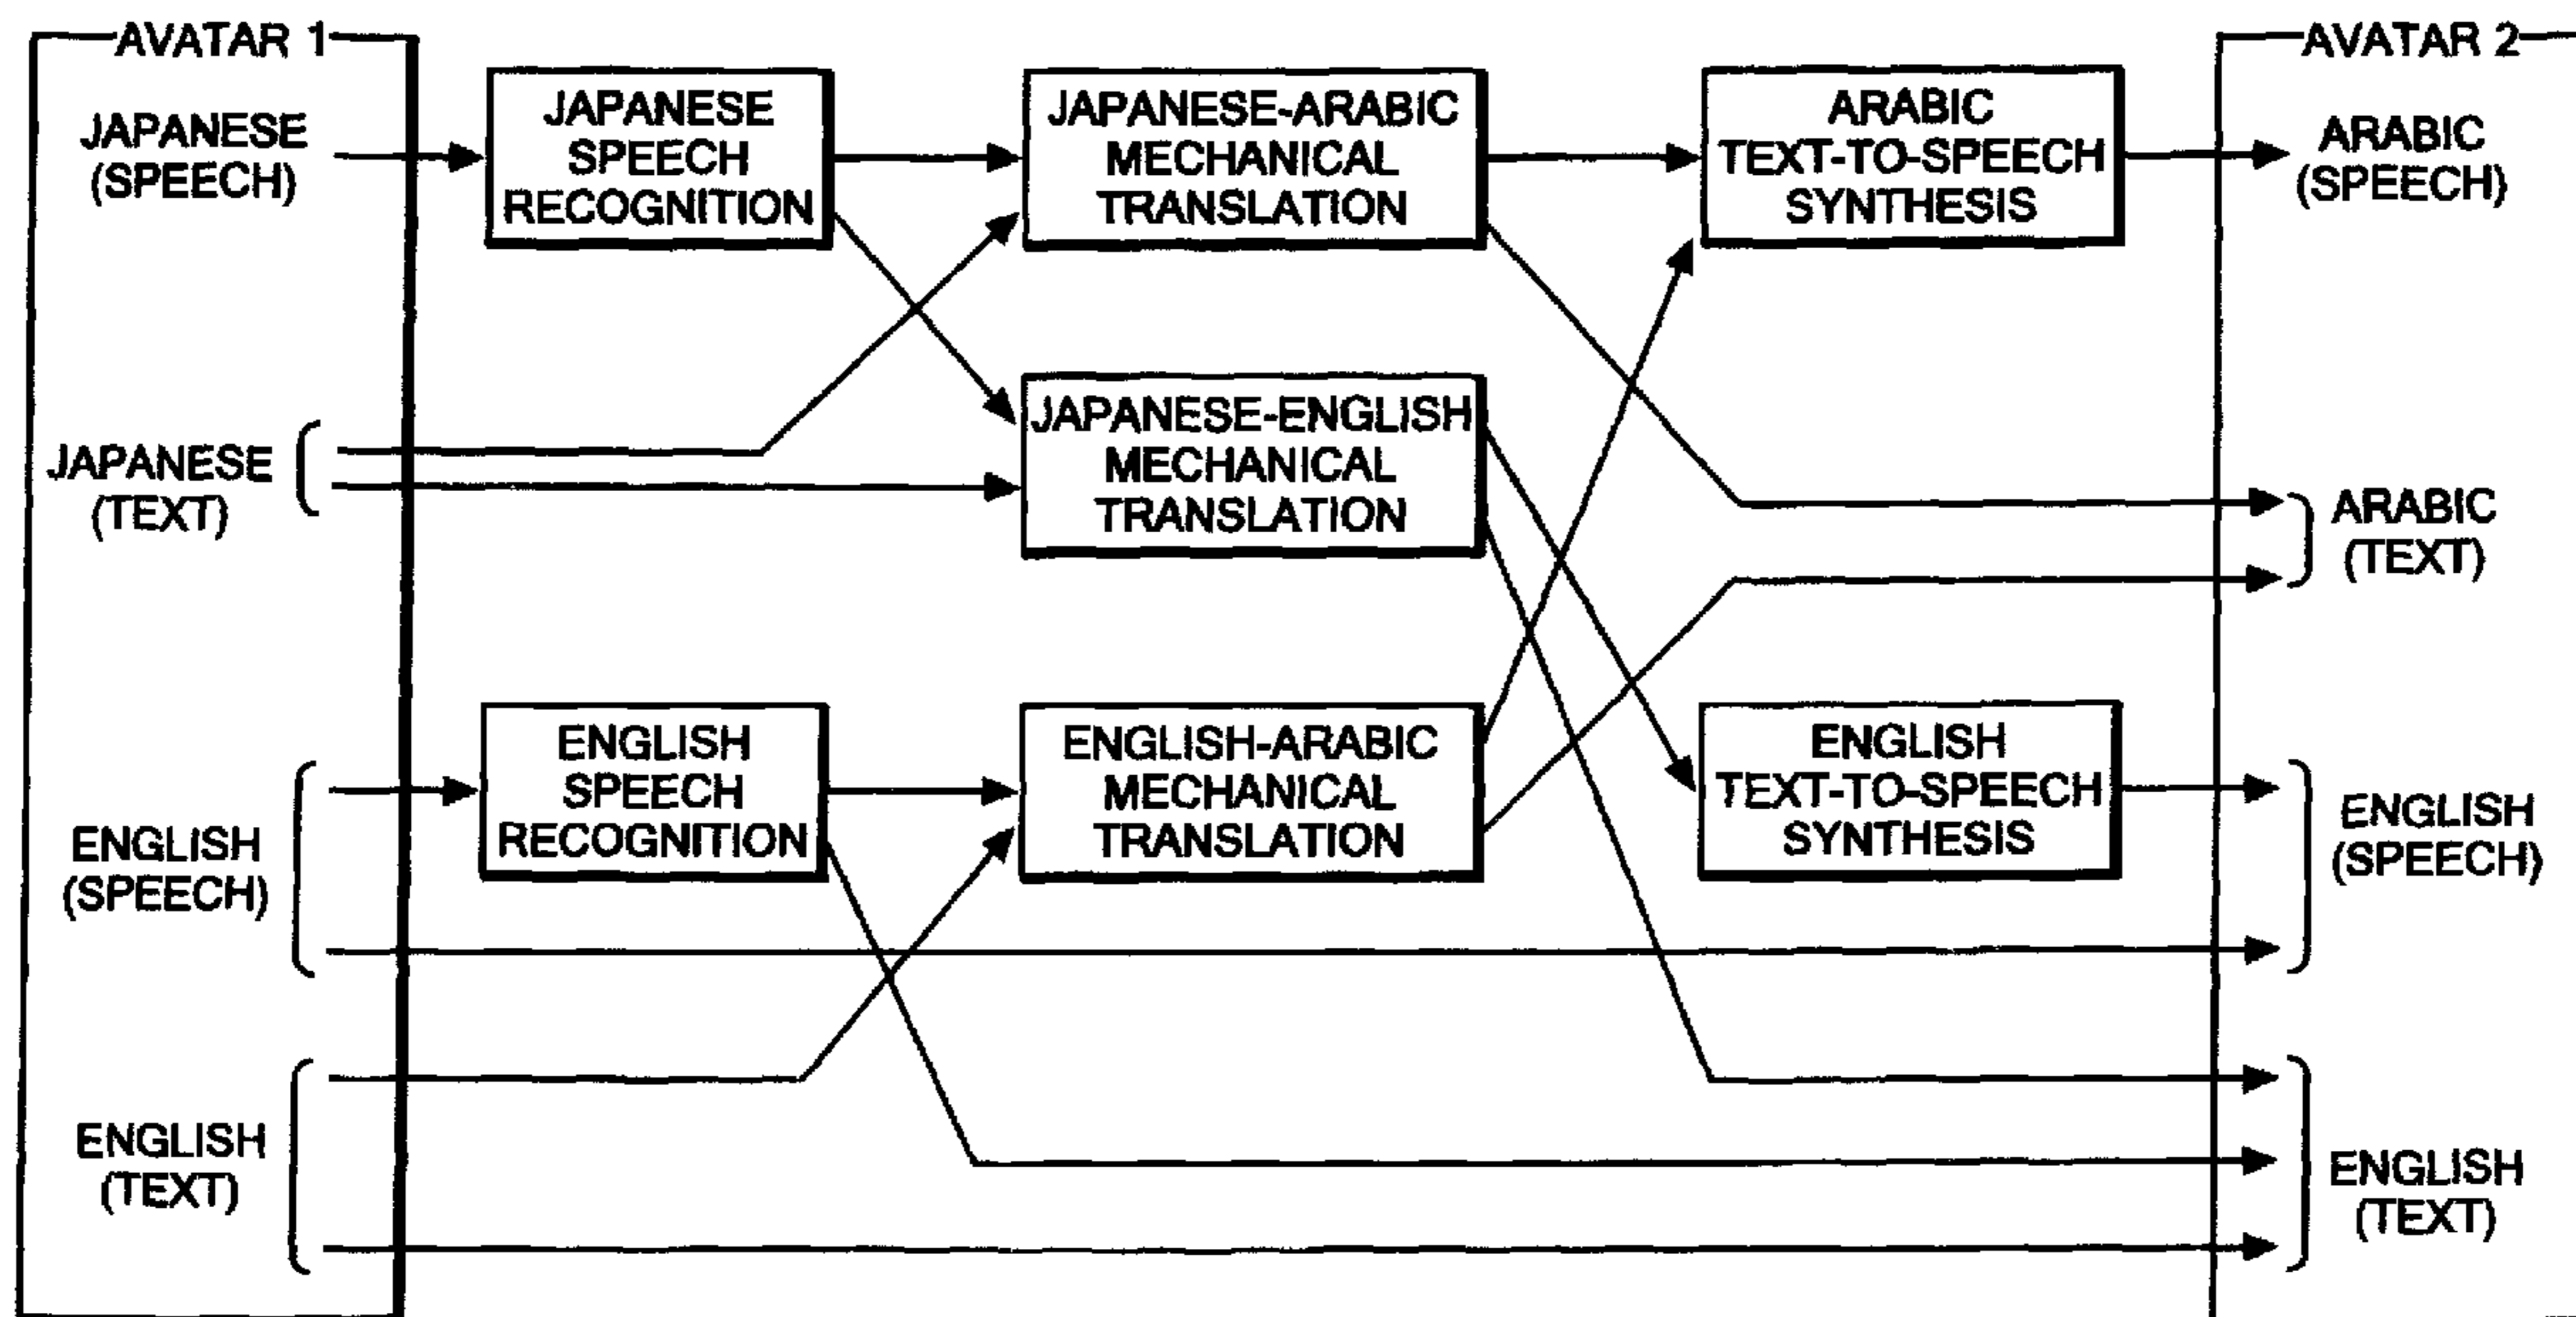 AVATAR 1
JAPANESE
(SPEECH)
JAPANESE
(TEXT)
ENGLISH
(SPEECH)
ENGLISH
(TEXT)
JAPANESE
SPEECH
RECOGNITION
ENGLISH
SPEECH
RECOGNITION
JAPANESE-ARABIC
MECHANICAL
TRANSLATION
JAPANESE-ENGLISH
MECHANICAL
TRANSLATION
ENGLISH-ARABIC
MECHANICAL
TRANSLATION
ARABIC
TEXT-TO-SPEECH
SYNTHESIS
ENGLISH
TEXT-TO-SPEECH
SYNTHESIS
AVATAR 2
ARABIC
(SPEECH)
ARABIC
(TEXT)
ENGLISH
(SPEECH)
ENGLISH
(TEXT)